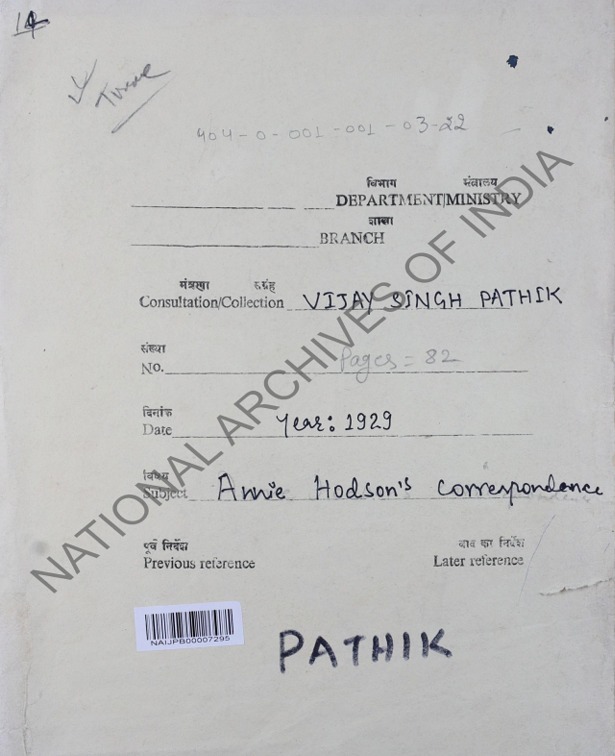 14
404-0-001-001-03-22
विभाग मंत्रालय
DEPARTMENT/MINISTRY
शाखा
BRANCH
मंत्रणा संग्रह
Consultation/Collection VIJAY SINGH PATHIK
संख्या
No. Pages = 82
दिनांक
Date Year: 1929
विषय
Subject Annie Hodson's correspondence
पूर्व निर्देश बाद का निर्देश
Previous reference Later reference
NAIJPB00007295
PATHIK
NATIONAL ARCHIVES OF INDIA